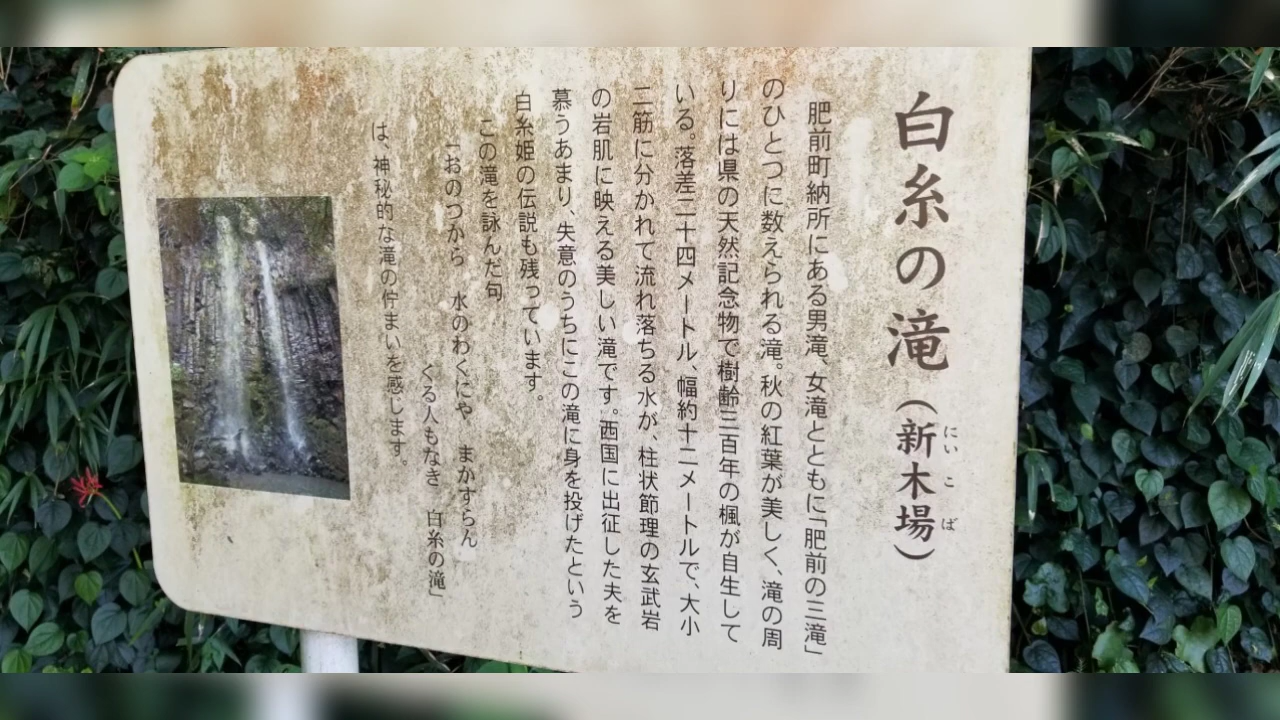 白糸の滝(新木場)
にいこば
肥前町納所にある男滝、女滝とともに「肥前の三滝」
のひとつに数えられる滝。秋の紅葉が美しく、滝の周
りには県の天然記念物で樹齢三百年の楓が自生して
いる。落差二十四メートル、幅約十二メートルで、大小
二筋に分かれて流れ落ちる水が、柱状節理の玄武岩
の岩肌に映える美しい滝です。西国に出征した夫を
慕うあまり、失意のうちにこの滝に身を投げたという
白糸姫の伝説も残っています。
この滝を詠んだ句
「おのつから 水のわくにや まかすらん
くる人もなき 白糸の滝」
は、神秘的な滝の佇まいを感じます。